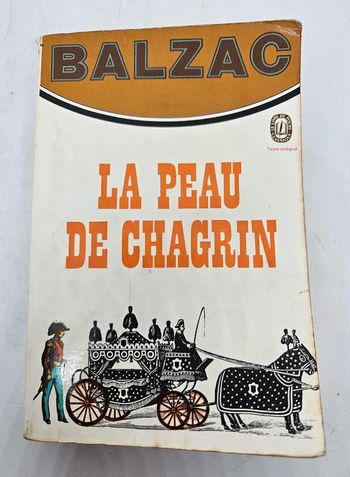 BALZAC
Texte intégral
LA PEAU
DE CHAGRIN